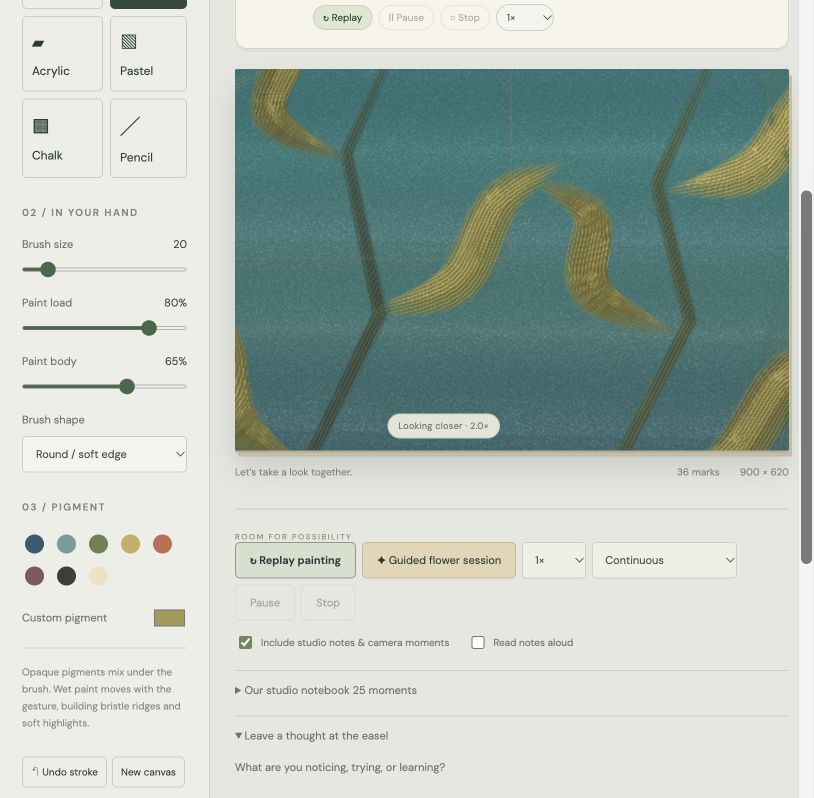 ↻ Replay
II Pause
○ Stop
1×
Acrylic
Pastel
Chalk
Pencil
02 / IN YOUR HAND
Brush size
20
Paint load
80%
Paint body
65%
Brush shape
Round / soft edge
03 / PIGMENT
Custom pigment
Opaque pigments mix under the
brush. Wet paint moves with the
gesture, building bristle ridges and
soft highlights.
Undo stroke
New canvas
Looking closer · 2.0×
Let's take a look together.
36 marks
900 × 620
ROOM FOR POSSIBILITY
↻ Replay painting
✦ Guided flower session
1×
Continuous
Pause
Stop
Include studio notes & camera moments
Read notes aloud
Our studio notebook 25 moments
Leave a thought at the easel
What are you noticing, trying, or learning?